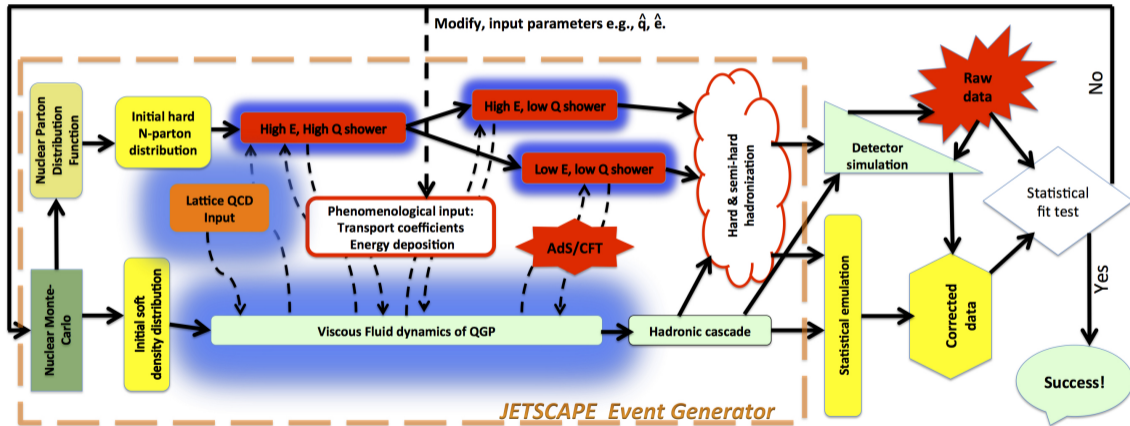 Modify, input parameters e.g., q̂, ê.
Nuclear Parton
Distribution
Function
Initial hard
N-parton
distribution
High E, High Q shower
High E, low Q shower
Low E, low Q shower
Lattice QCD
Input
Phenomenological input:
Transport coefficients
Energy deposition
AdS/CFT
Hard & semi-hard
hadronization
Raw
data
Detector
simulation
Statistical
fit test
No
Yes
Nuclear Monte-
Carlo
Initial soft
density distribution
Viscous Fluid dynamics of QGP
Hadronic cascade
Statistical emulation
Corrected
data
Success!
JETSCAPE Event Generator